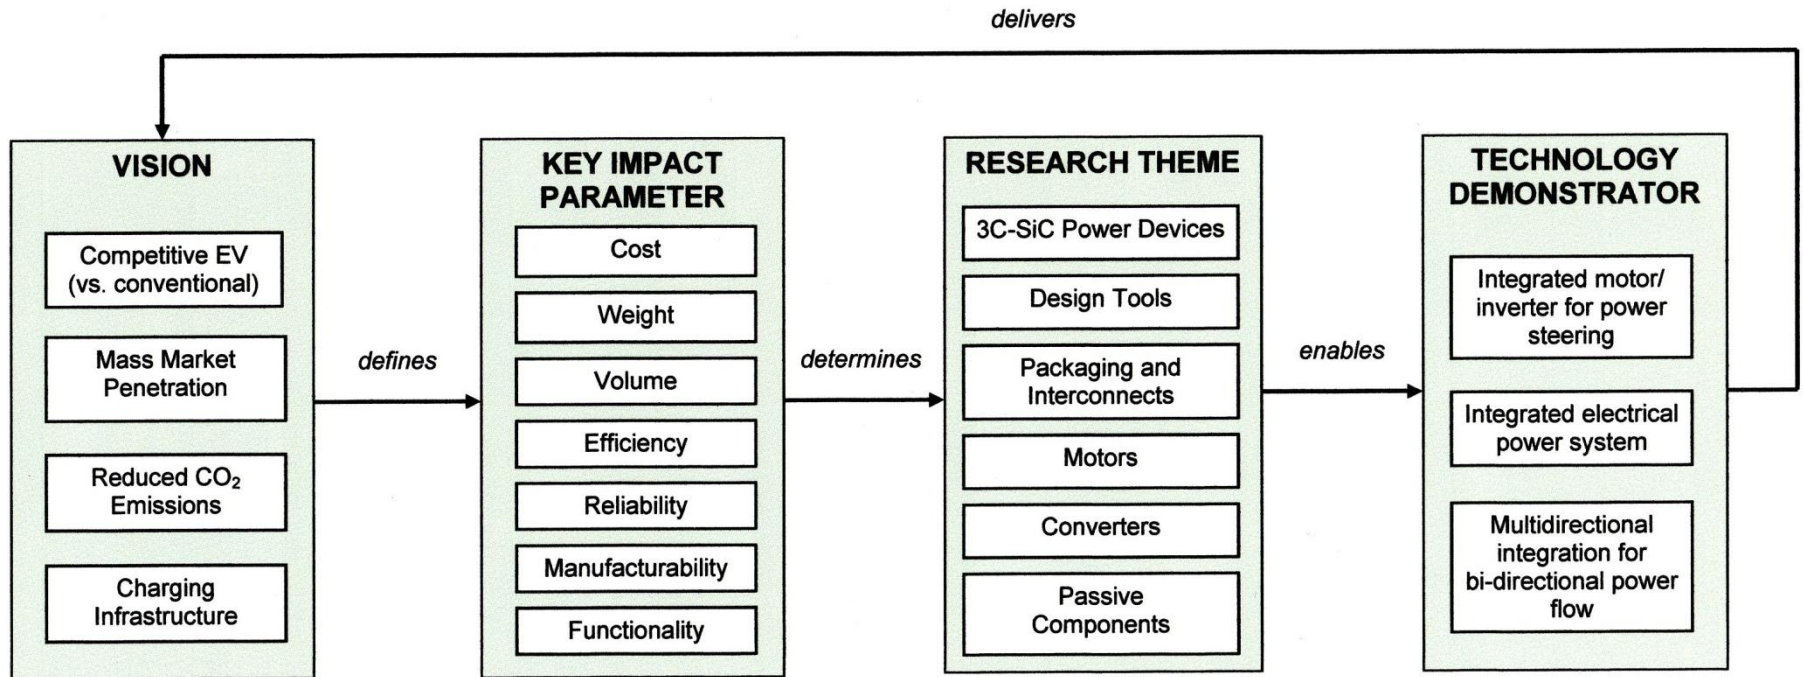 delivers
VISION
Competitive EV
(vs. conventional)
Mass Market
Penetration
Reduced CO₂
Emissions
Charging
Infrastructure
defines
KEY IMPACT
PARAMETER
Cost
Weight
Volume
Efficiency
Reliability
Manufacturability
Functionality
determines
RESEARCH THEME
3C-SiC Power Devices
Design Tools
Packaging and
Interconnects
Motors
Converters
Passive
Components
enables
TECHNOLOGY
DEMONSTRATOR
Integrated motor/
inverter for power
steering
Integrated electrical
power system
Multidirectional
integration for
bi-directional power
flow